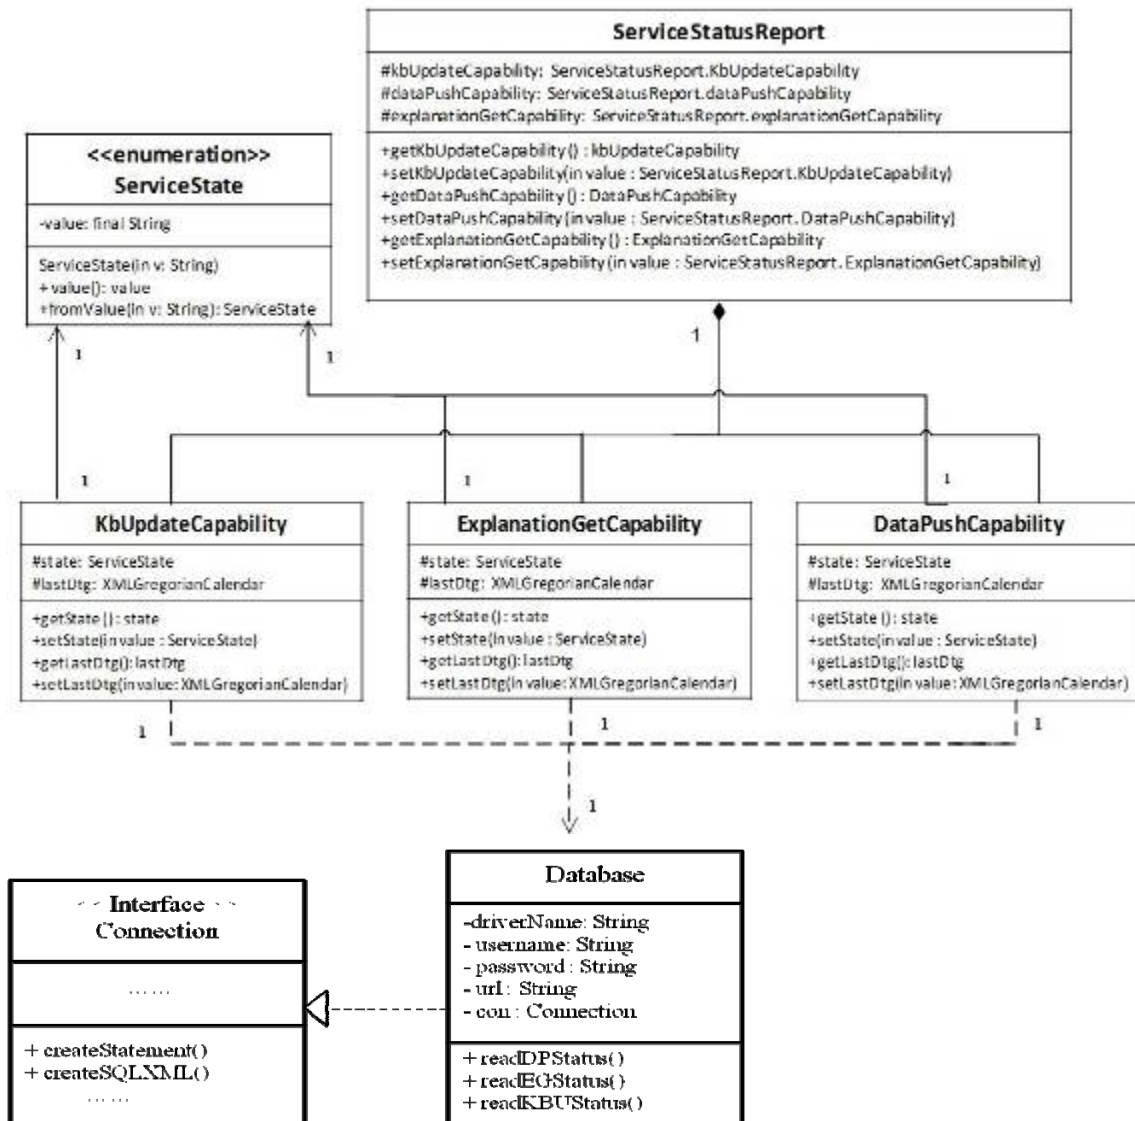 ServiceStatusReport
#kbUpdateCapability: ServiceStatusReport.KbUpdateCapability
#dataPushCapability: ServiceStatusReport.dataPushCapability
#explanationGetCapability: ServiceStatusReport.explanationGetCapability
+getKbUpdateCapability() : kbUpdateCapability
+setKbUpdateCapability(in value : ServiceStatusReport.KbUpdateCapability)
+getDataPushCapability() : DataPushCapability
+setDataPushCapability(in value : ServiceStatusReport.DataPushCapability)
+getExplanationGetCapability() : ExplanationGetCapability
+setExplanationGetCapability(in value : ServiceStatusReport.ExplanationGetCapability)
<<enumeration>>
ServiceState
-value: final String
ServiceState(in v: String)
+ value(): value
+fromValue(in v: String): ServiceState
1
1
1
1
1
1
KbUpdateCapability
#state: ServiceState
#lastDtg: XMLGregorianCalendar
+getState(): state
+setState(in value : ServiceState)
+getLastDtg(): lastDtg
+setLastDtg(in value: XMLGregorianCalendar)
ExplanationGetCapability
#state: ServiceState
#lastDtg: XMLGregorianCalendar
+getState(): state
+setState(in value : ServiceState)
+getLastDtg(): lastDtg
+setLastDtg(in value: XMLGregorianCalendar)
DataPushCapability
#state: ServiceState
#lastDtg: XMLGregorianCalendar
+getState(): state
+setState(in value : ServiceState)
+getLastDtg(): lastDtg
+setLastDtg(in value: XMLGregorianCalendar)
1
1
1
1
Interface
Connection
......
+ createStatement()
+ createSQLXML()
......
Database
-driverName: String
- username: String
- password : String
- url : String
- con : Connection
+ readDPStatus()
+ readEGStatus()
+ readKBUStatus()